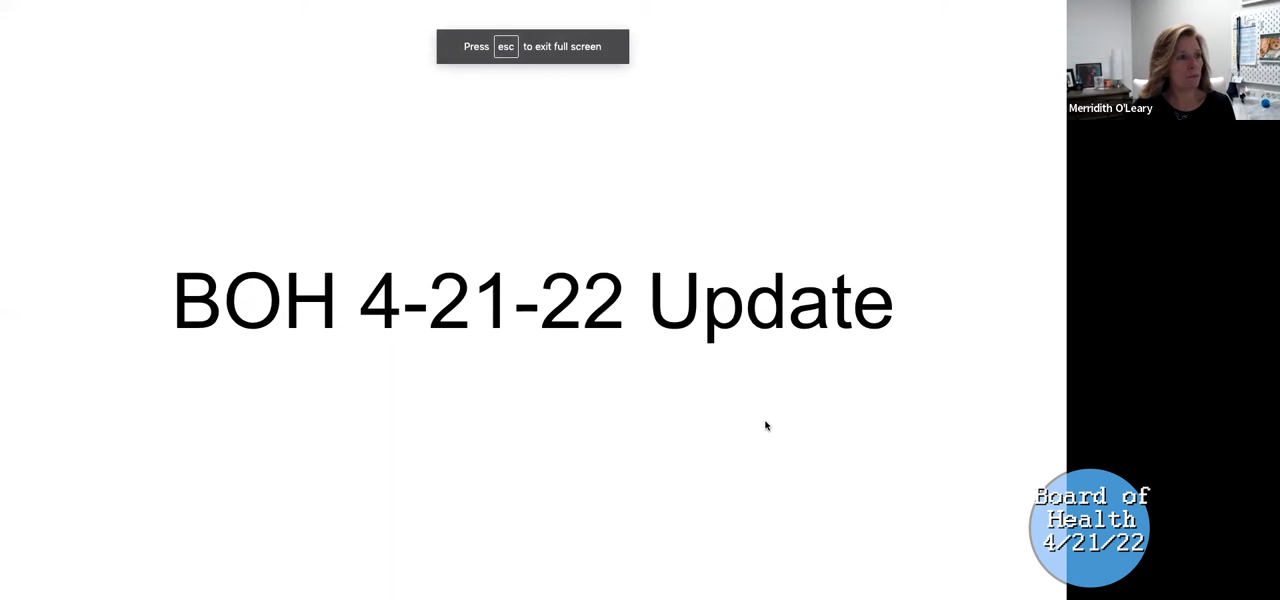 Press esc to exit full screen
Merridith O'Leary
BOH 4-21-22 Update
Board of
Health
4/21/22